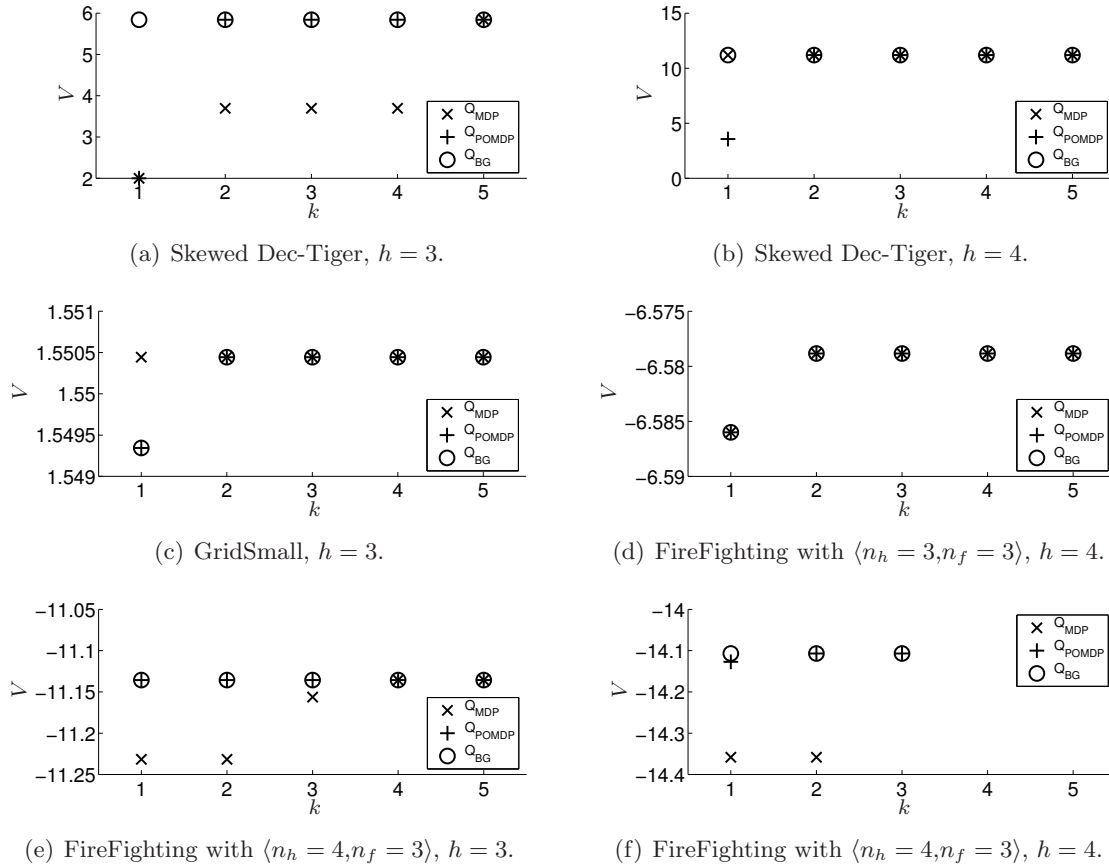 6
5
4
3
2
V
1
2
3
4
5
k
Q_MDP
Q_POMDP
Q_BG
(a) Skewed Dec-Tiger, h = 3.
15
10
5
0
V
1
2
3
4
5
k
Q_MDP
Q_POMDP
Q_BG
(b) Skewed Dec-Tiger, h = 4.
1.551
1.5505
1.55
1.5495
1.549
V
1
2
3
4
5
k
Q_MDP
Q_POMDP
Q_BG
(c) GridSmall, h = 3.
−6.575
−6.58
−6.585
−6.59
V
1
2
3
4
5
k
Q_MDP
Q_POMDP
Q_BG
(d) FireFighting with ⟨n_h = 3,n_f = 3⟩, h = 4.
−11.05
−11.1
−11.15
−11.2
−11.25
V
1
2
3
4
5
k
Q_MDP
Q_POMDP
Q_BG
(e) FireFighting with ⟨n_h = 4,n_f = 3⟩, h = 3.
−14
−14.1
−14.2
−14.3
−14.4
V
1
2
3
4
5
k
Q_MDP
Q_POMDP
Q_BG
(f) FireFighting with ⟨n_h = 4,n_f = 3⟩, h = 4.